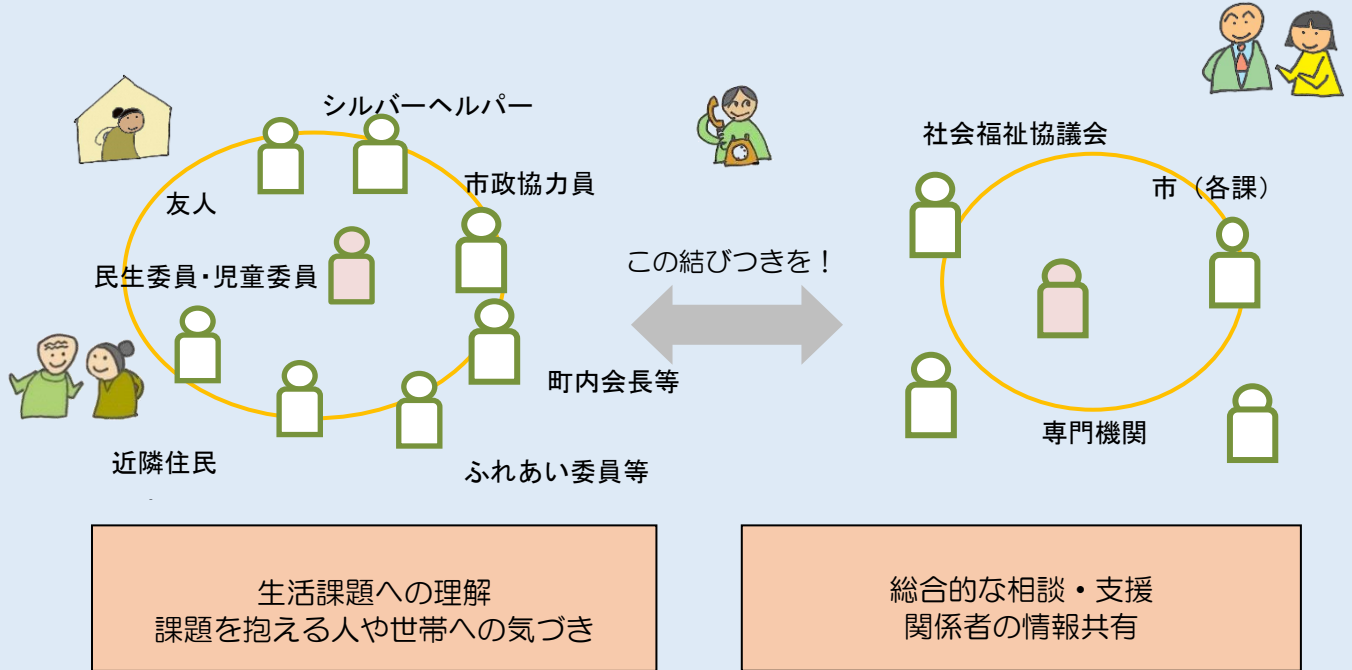 シルバーヘルパー
友人
市政協力員
民生委員・児童委員
町内会長等
近隣住民
ふれあい委員等
この結びつきを！
社会福祉協議会
市（各課）
専門機関
生活課題への理解
課題を抱える人や世帯への気づき
総合的な相談・支援
関係者の情報共有